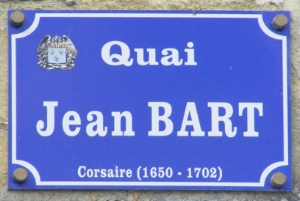 Quai
Jean BART
Corsaire (1650 - 1702)